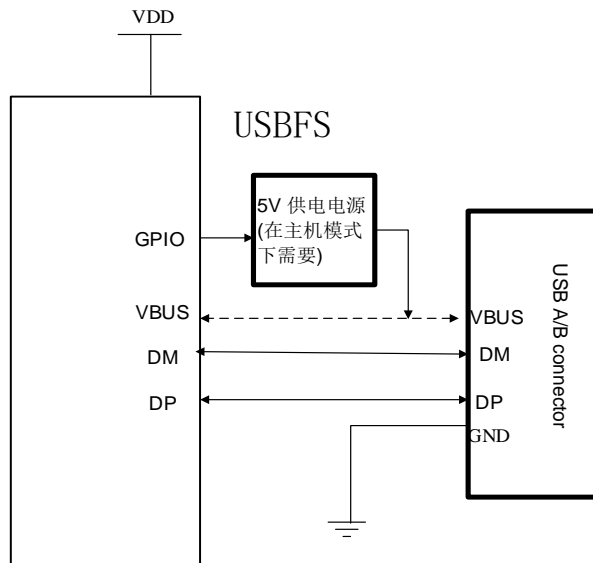 VDD
USBFS
5V 供电电源
(在主机模式
下需要)
GPIO
VBUS
DM
DP
VBUS
DM
DP
GND
USB A/B connector